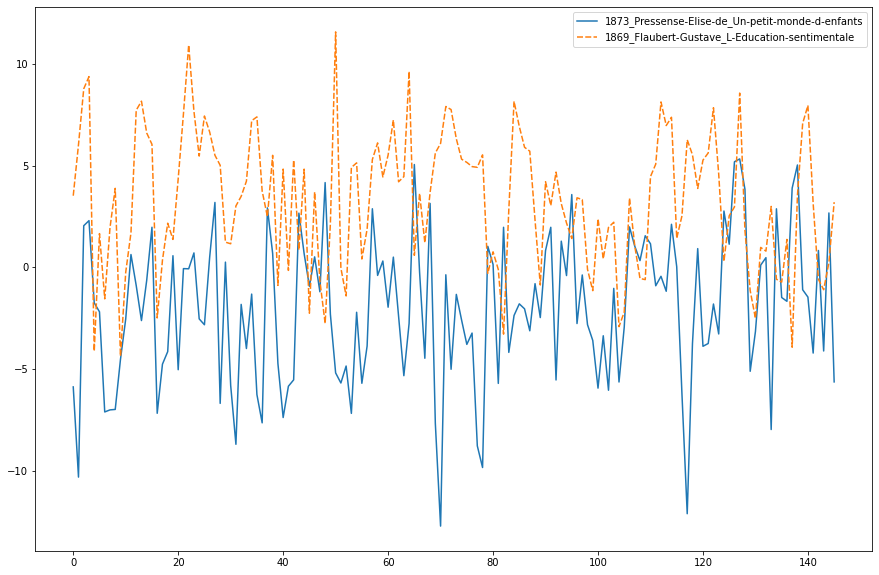 1873_Pressense-Elise-de_Un-petit-monde-d-enfants
1869_Flaubert-Gustave_L-Education-sentimentale
10
5
0
−5
−10
0 20 40 60 80 100 120 140